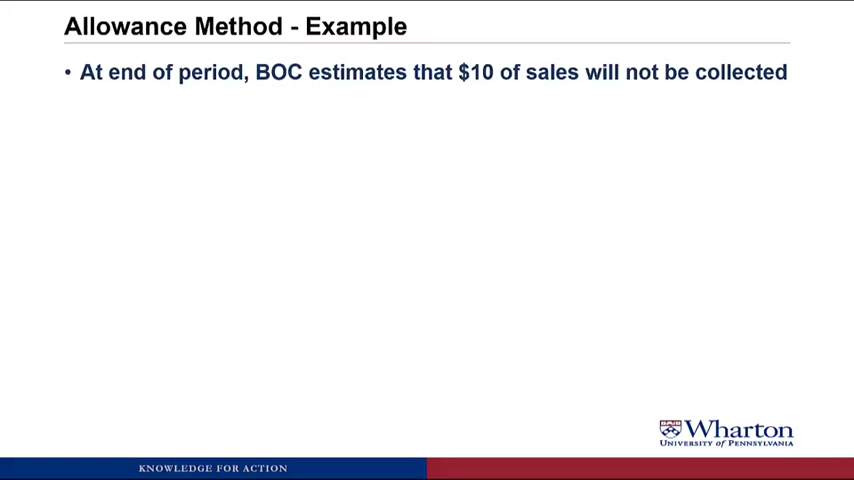 Allowance Method - Example
• At end of period, BOC estimates that $10 of sales will not be collected
Wharton
UNIVERSITY of PENNSYLVANIA
KNOWLEDGE FOR ACTION